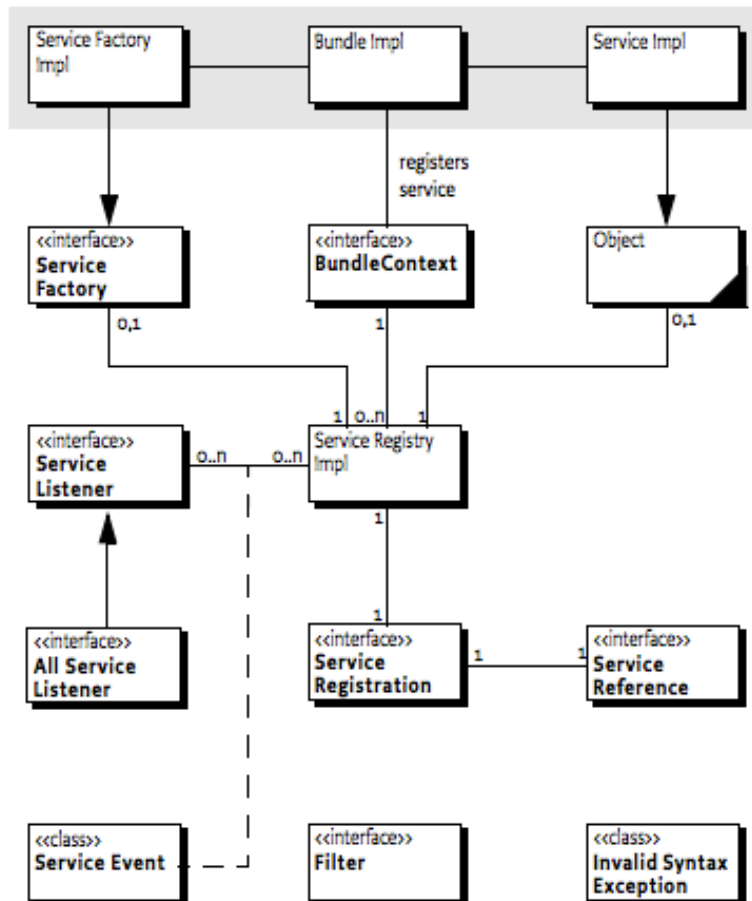 Service Factory
Impl
Bundle Impl
Service Impl
registers
service
<<interface>>
Service
Factory
<<interface>>
BundleContext
Object
0,1
1
0,1
1
0..n
1
<<interface>>
Service
Listener
0..n
0..n
Service Registry
Impl
1
1
<<interface>>
All Service
Listener
<<interface>>
Service
Registration
1
1
<<interface>>
Service
Reference
<<class>>
Service Event
<<interface>>
Filter
<<class>>
Invalid Syntax
Exception